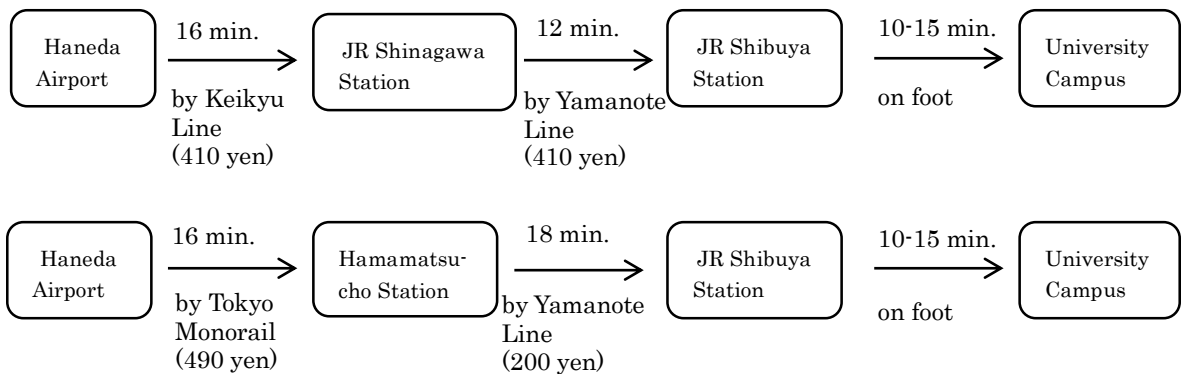 Haneda
Airport
16 min.
by Keikyu
Line
(410 yen)
JR Shinagawa
Station
12 min.
by Yamanote
Line
(410 yen)
JR Shibuya
Station
10-15 min.
on foot
University
Campus
Haneda
Airport
16 min.
by Tokyo
Monorail
(490 yen)
Hamamatsu-
cho Station
18 min.
by Yamanote
Line
(200 yen)
JR Shibuya
Station
10-15 min.
on foot
University
Campus